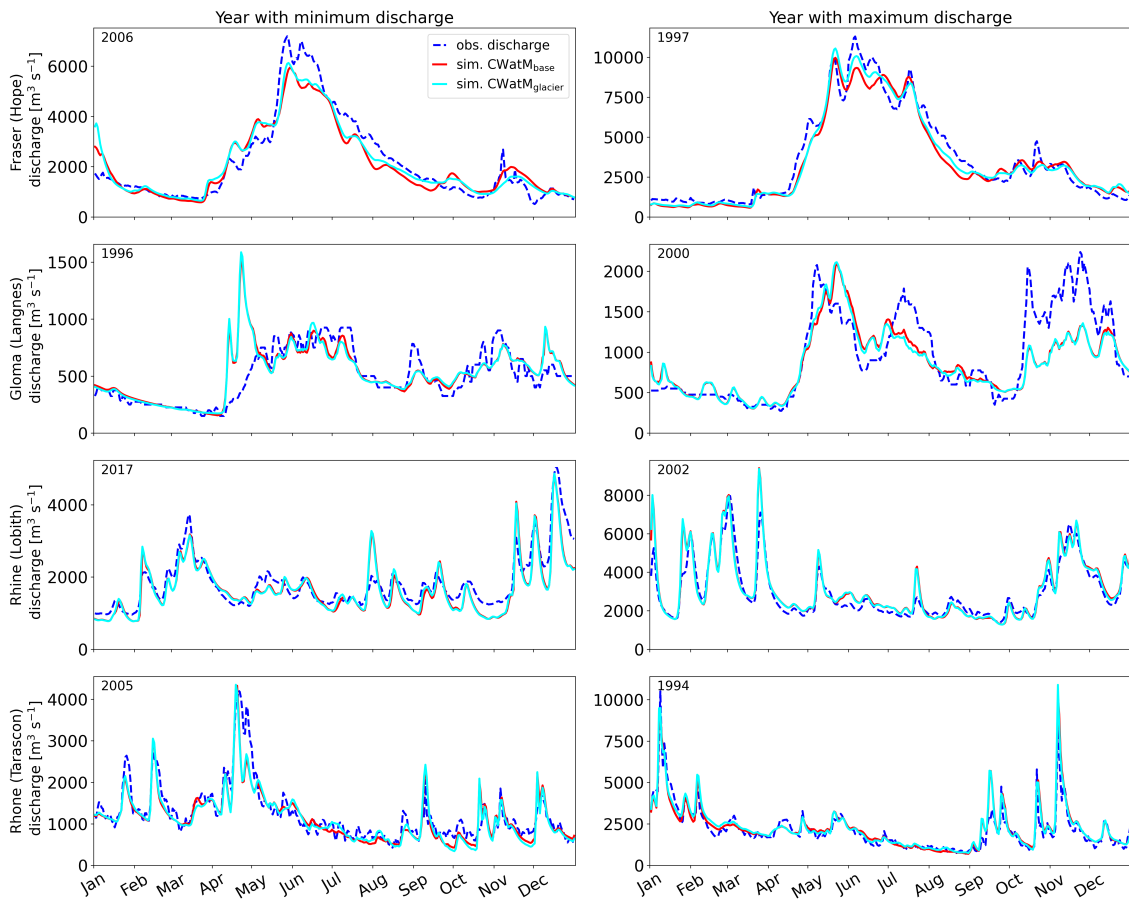 Year with minimum discharge
Year with maximum discharge
Fraser (Hope)
discharge [m³ s⁻¹]
2006
6000
4000
2000
0
obs. discharge
sim. CWatM_base
sim. CWatM_glacier
1997
10000
7500
5000
2500
0
Gloma (Langnes)
discharge [m³ s⁻¹]
1996
1500
1000
500
0
2000
2000
1500
1000
500
0
Rhine (Lobith)
discharge [m³ s⁻¹]
2017
4000
2000
0
2002
8000
6000
4000
2000
0
Rhone (Tarascon)
discharge [m³ s⁻¹]
2005
4000
3000
2000
1000
0
Jan Feb Mar Apr May Jun Jul Aug Sep Oct Nov Dec
1994
10000
7500
5000
2500
0
Jan Feb Mar Apr May Jun Jul Aug Sep Oct Nov Dec